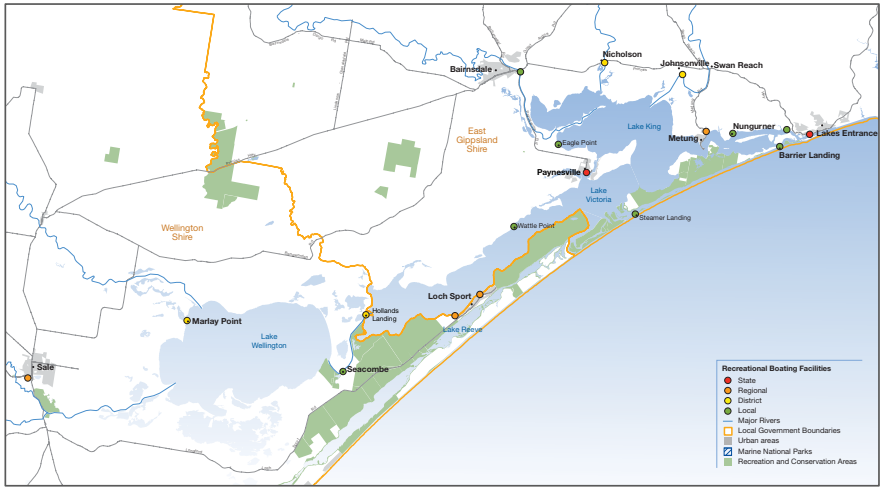 Nicholson
Johnsonville
Swan Reach
Bairnsdale
Lake King
Nungurner
East
Gippsland
Shire
Metung
Lakes Entrance
Eagle Point
Barrier Landing
Paynesville
Lake
Victoria
Steamer Landing
Wattle Point
Wellington
Shire
Loch Sport
Hollands
Landing
Marlay Point
Lake Reeve
Lake
Wellington
Sale
Seacombe
Recreational Boating Facilities
State
Regional
District
Local
Major Rivers
Local Government Boundaries
Urban areas
Marine National Parks
Recreation and Conservation Areas